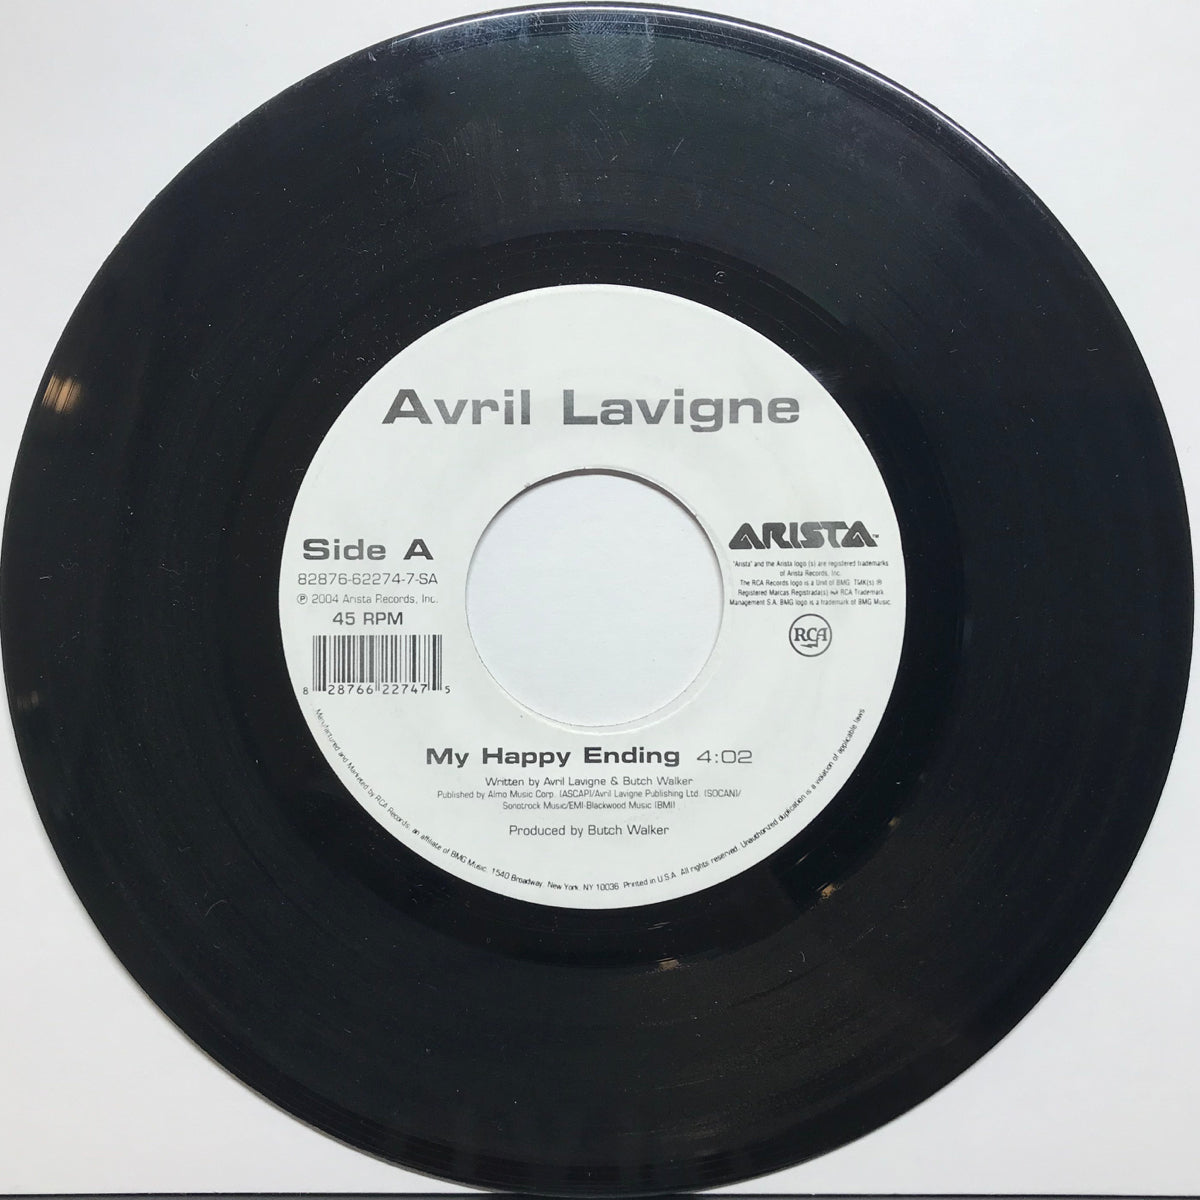 Avril Lavigne
Side A
82876-62274-7-SA
℗ 2004 Arista Records, Inc.
45 RPM
8 28766 22747 5
ARISTA™
"Arista" and the Arista logo (s) are registered trademarks
of Arista Records, Inc.
The RCA Records logo is a Unit of BMG TMK(s) ®
Registered Marcas Registrada(s) RCA Trademark
Management S.A. BMG logo is a trademark of BMG Music.
RCA
My Happy Ending 4:02
Written by Avril Lavigne & Butch Walker
Published by Almo Music Corp. (ASCAP)/Avril Lavigne Publishing Ltd. (SOCAN)/
Sonotrock Music/EMI-Blackwood Music (BMI)
Produced by Butch Walker
Manufactured and Marketed by RCA Records; an affiliate of BMG Music, 1540 Broadway, New York, NY 10036 Printed in U.S.A. All rights reserved. Unauthorized duplication is a violation of applicable laws